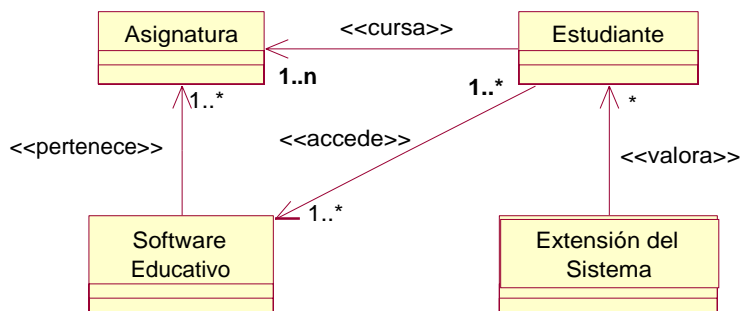 Asignatura
<<cursa>>
Estudiante
1..n
1..*
1..*
*
<<pertenece>>
<<accede>>
<<valora>>
1..*
Software
Educativo
Extensión del
Sistema